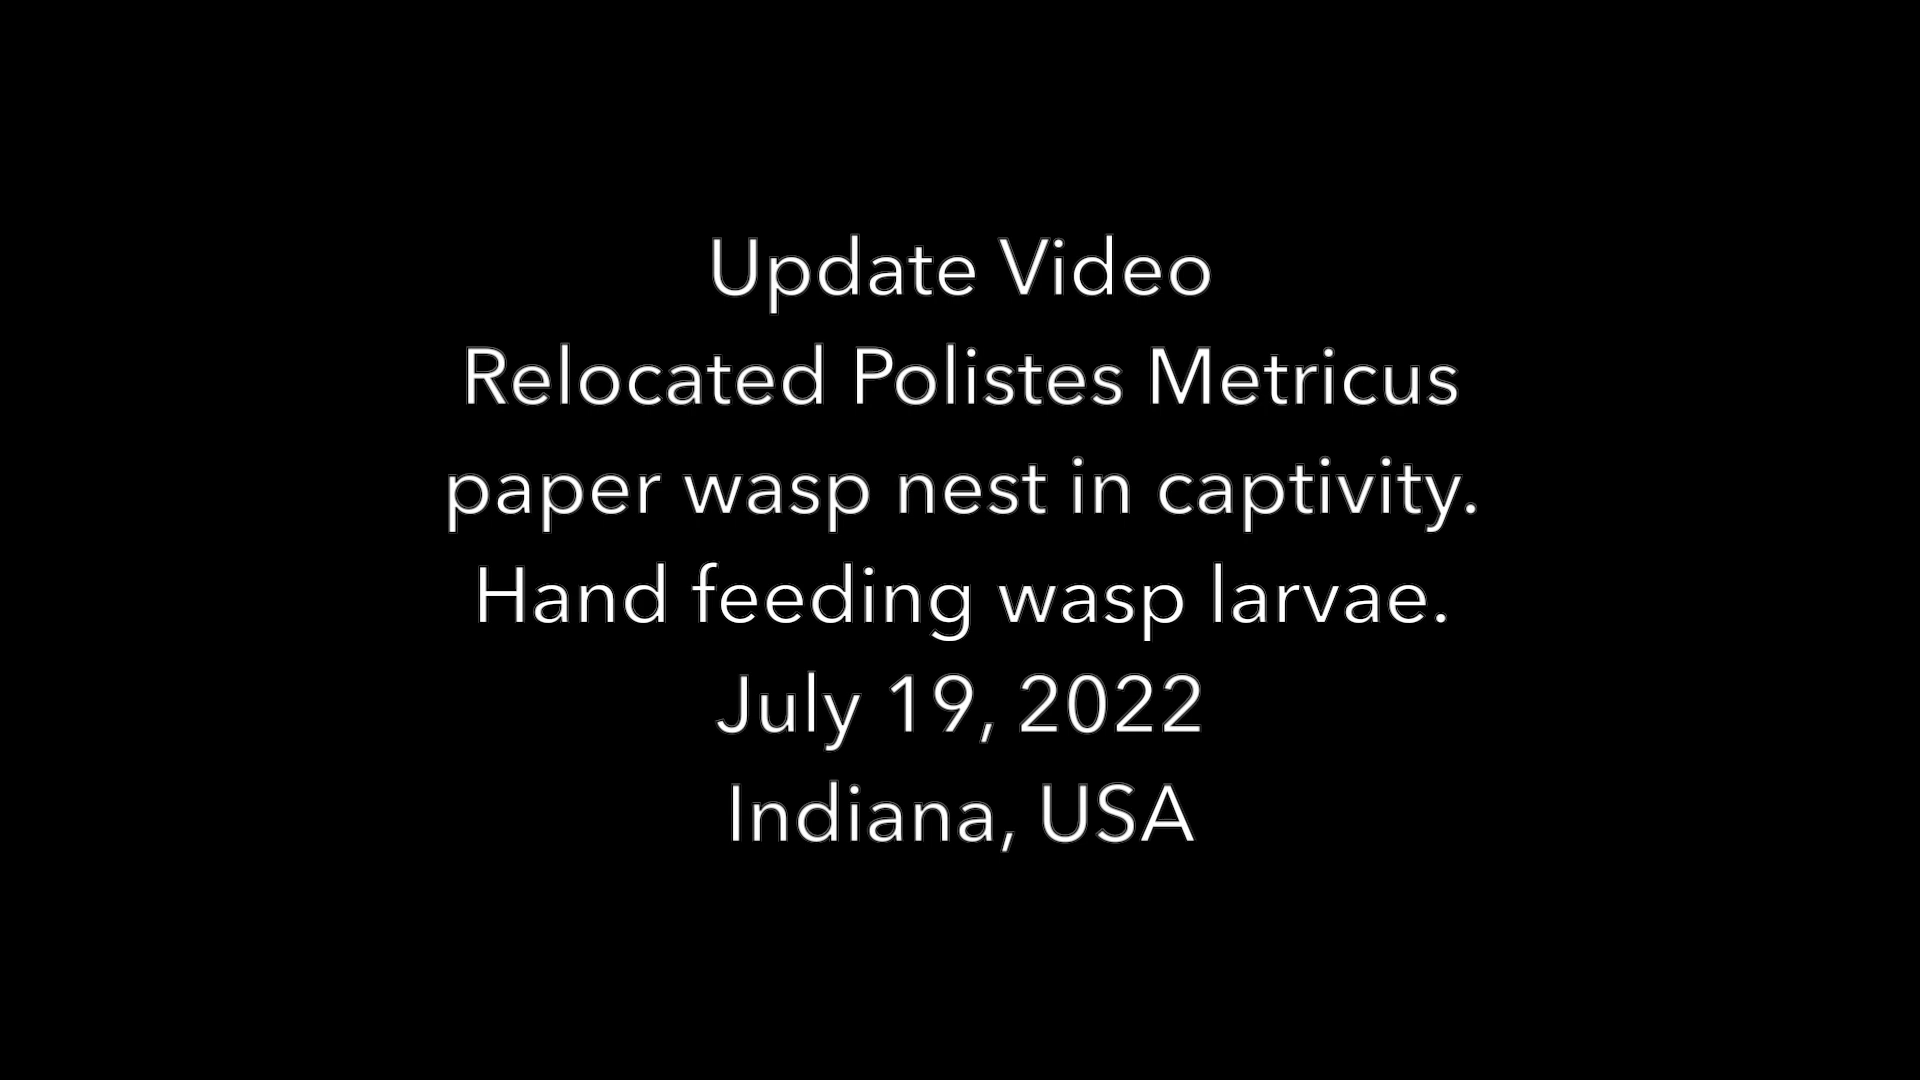 Update Video
Relocated Polistes Metricus
paper wasp nest in captivity.
Hand feeding wasp larvae.
July 19, 2022
Indiana, USA